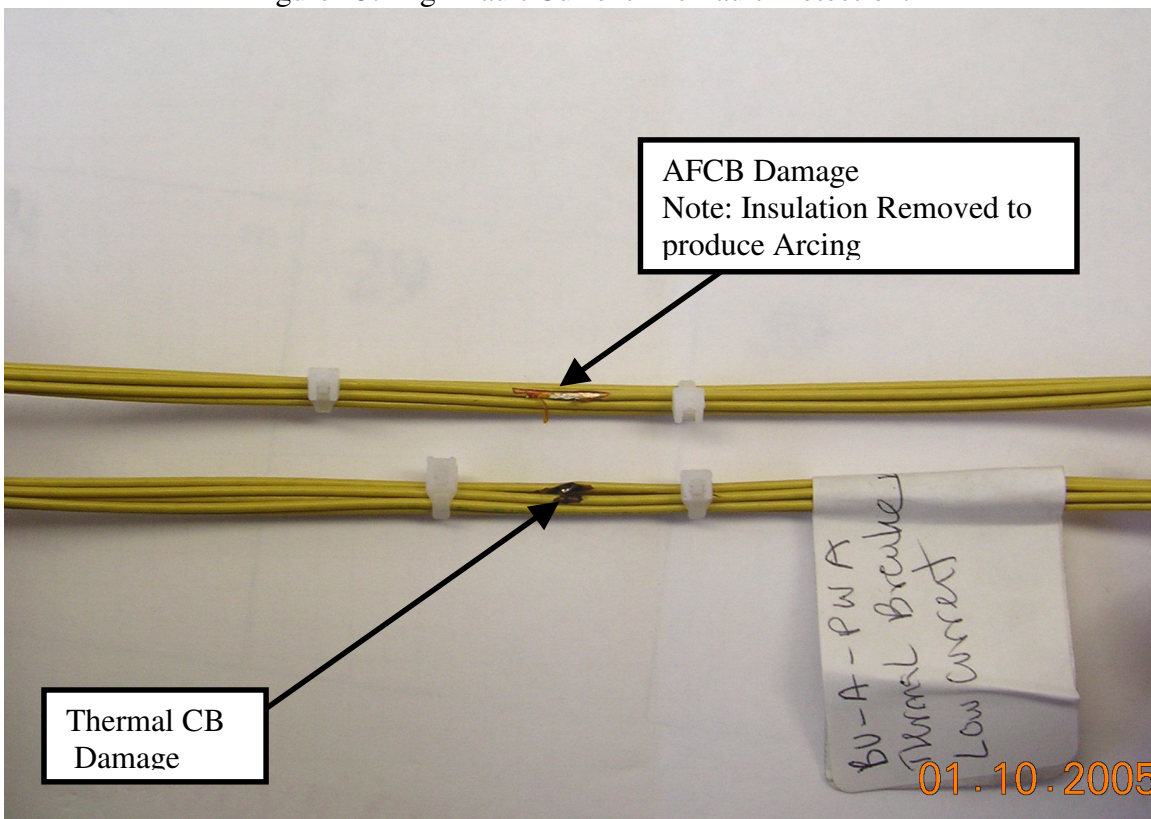 AFCB Damage
Note: Insulation Removed to
produce Arcing
Thermal CB
Damage
BU-A-PWA
Thermal Breaker
Low Current
01.10.2005